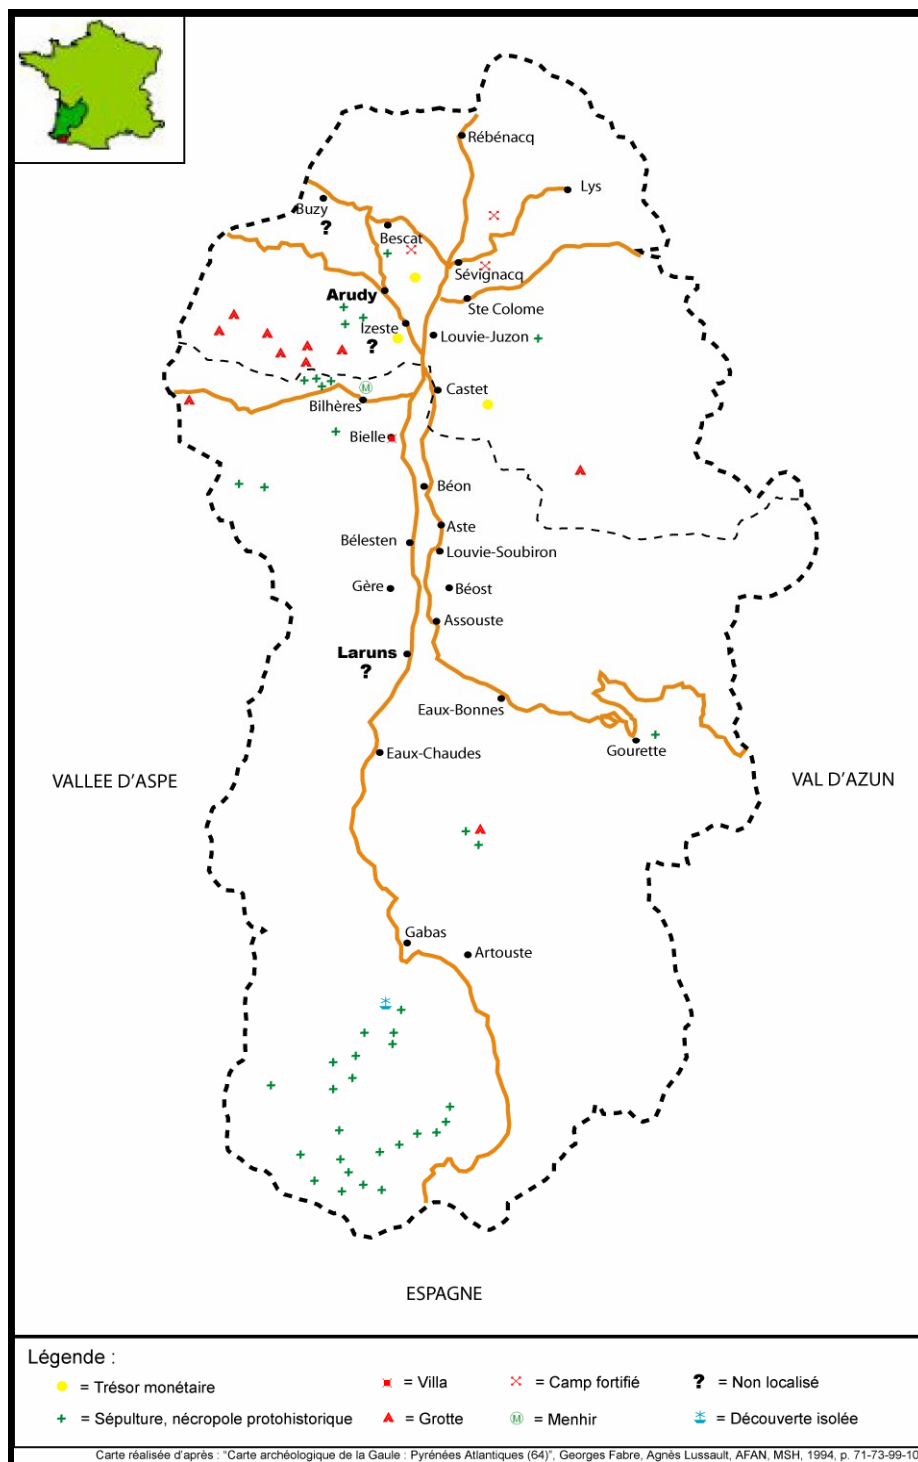 Rébénacq
Lys
Buzy
?
Bescat
Sévignacq
Arudy
Ste Colome
Izeste
?
Louvie-Juzon
Castet
M
Bilhères
Bielle
Béon
Aste
Bélesten
Louvie-Soubiron
Gère
Béost
Assouste
Laruns
?
Eaux-Bonnes
Gourette
Eaux-Chaudes
VALLEE D'ASPE
VAL D'AZUN
Gabas
Artouste
ESPAGNE
Légende :
= Trésor monétaire
= Villa
= Camp fortifié
? = Non localisé
= Sépulture, nécropole protohistorique
= Grotte
M = Menhir
= Découverte isolée
Carte réalisée d'après : "Carte archéologique de la Gaule : Pyrénées Atlantiques (64)", Georges Fabre, Agnès Lussault, AFAN, MSH, 1994, p. 71-73-99-10